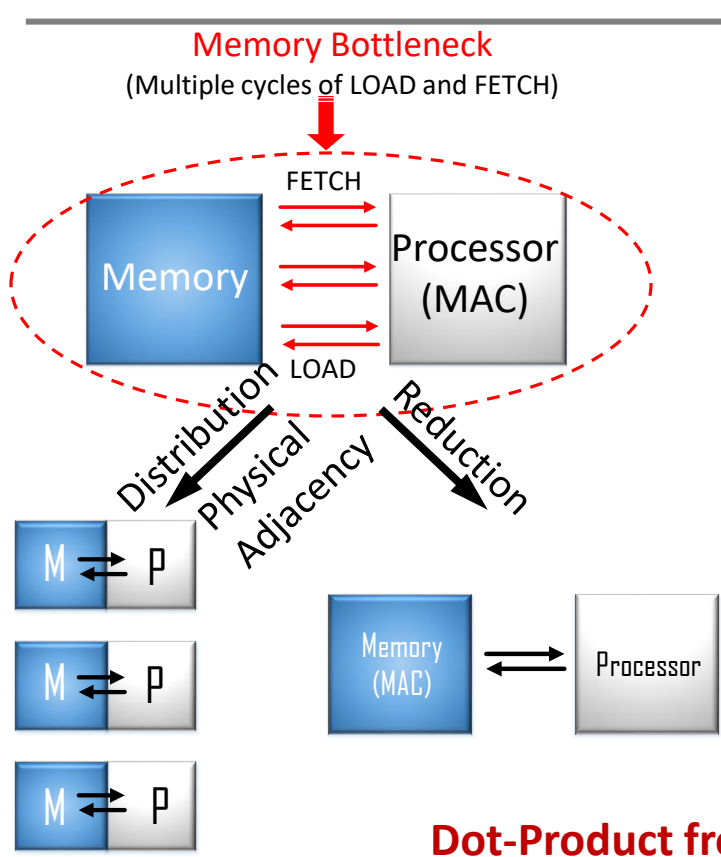 Memory Bottleneck
(Multiple cycles of LOAD and FETCH)
FETCH
Memory
Processor
(MAC)
LOAD
Distribution
Physical
Adjacency
Reduction
M P
Memory
(MAC)
Processor
M P
M P
Dot-Product